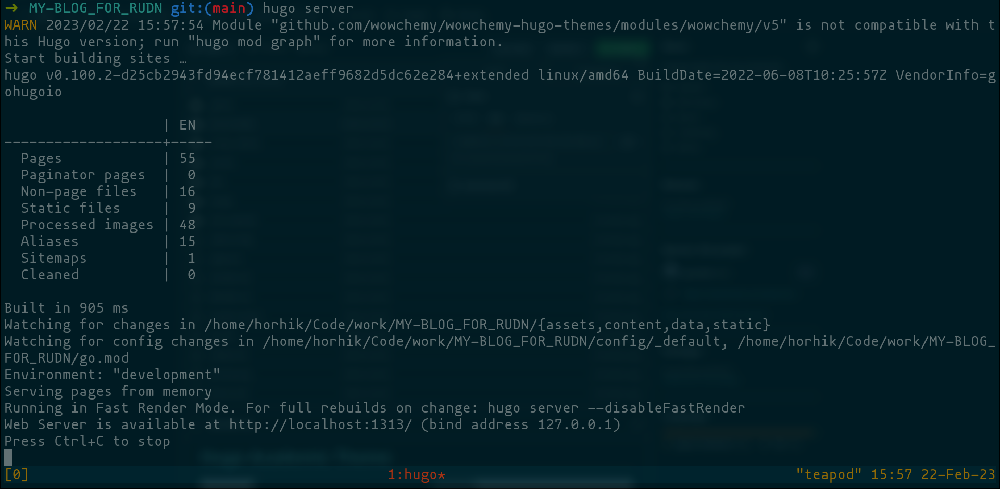 → MY-BLOG_FOR_RUDN git:(main) hugo server
WARN 2023/02/22 15:57:54 Module "github.com/wowchemy/wowchemy-hugo-themes/modules/wowchemy/v5" is not compatible with t
his Hugo version; run "hugo mod graph" for more information.
Start building sites …
hugo v0.100.2-d25cb2943fd94ecf781412aeff9682d5dc62e284+extended linux/amd64 BuildDate=2022-06-08T10:25:57Z VendorInfo=g
ohugoio
                   | EN
-------------------+-----
  Pages            | 55
  Paginator pages  |  0
  Non-page files   | 16
  Static files     |  9
  Processed images | 48
  Aliases          | 15
  Sitemaps         |  1
  Cleaned          |  0
Built in 905 ms
Watching for changes in /home/horhik/Code/work/MY-BLOG_FOR_RUDN/{assets,content,data,static}
Watching for config changes in /home/horhik/Code/work/MY-BLOG_FOR_RUDN/config/_default, /home/horhik/Code/work/MY-BLOG_
FOR_RUDN/go.mod
Environment: "development"
Serving pages from memory
Running in Fast Render Mode. For full rebuilds on change: hugo server --disableFastRender
Web Server is available at http://localhost:1313/ (bind address 127.0.0.1)
Press Ctrl+C to stop
[0] 1:hugo* "teapod" 15:57 22-Feb-23